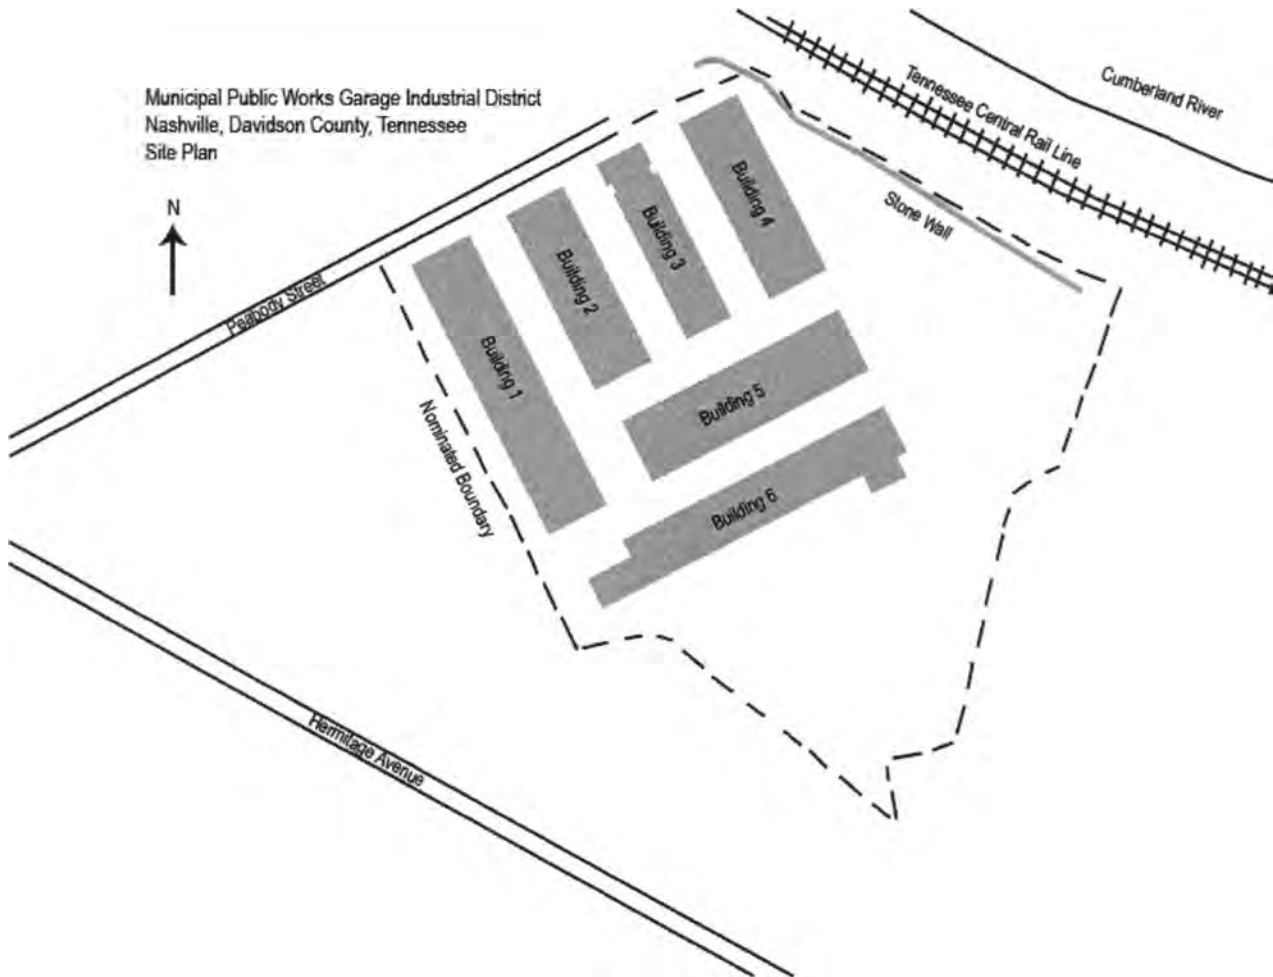 Municipal Public Works Garage Industrial District
Nashville, Davidson County, Tennessee
Site Plan
N
Cumberland River
Tennessee Central Rail Line
Stone Wall
Building 4
Building 3
Building 2
Building 1
Building 5
Building 6
Peabody Street
Nominated Boundary
Hermitage Avenue